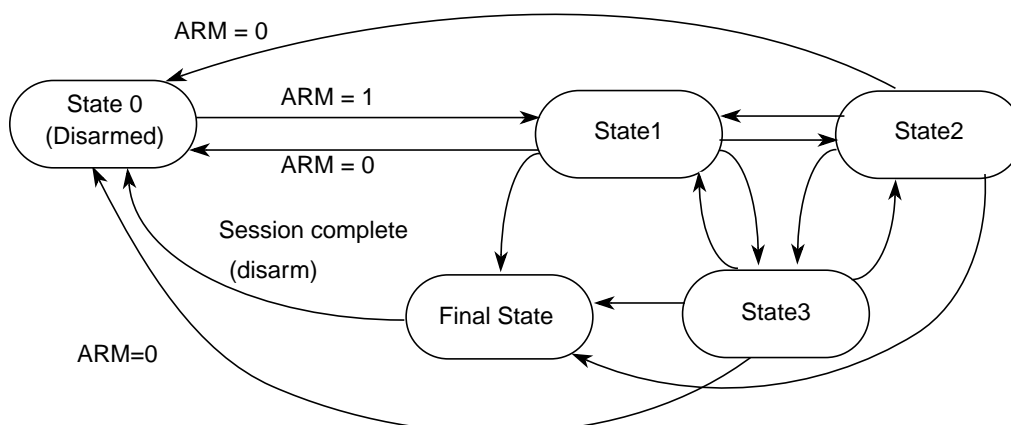 ARM = 0
State 0
(Disarmed)
ARM = 1
State1
State2
ARM = 0
Session complete
(disarm)
Final State
State3
ARM=0